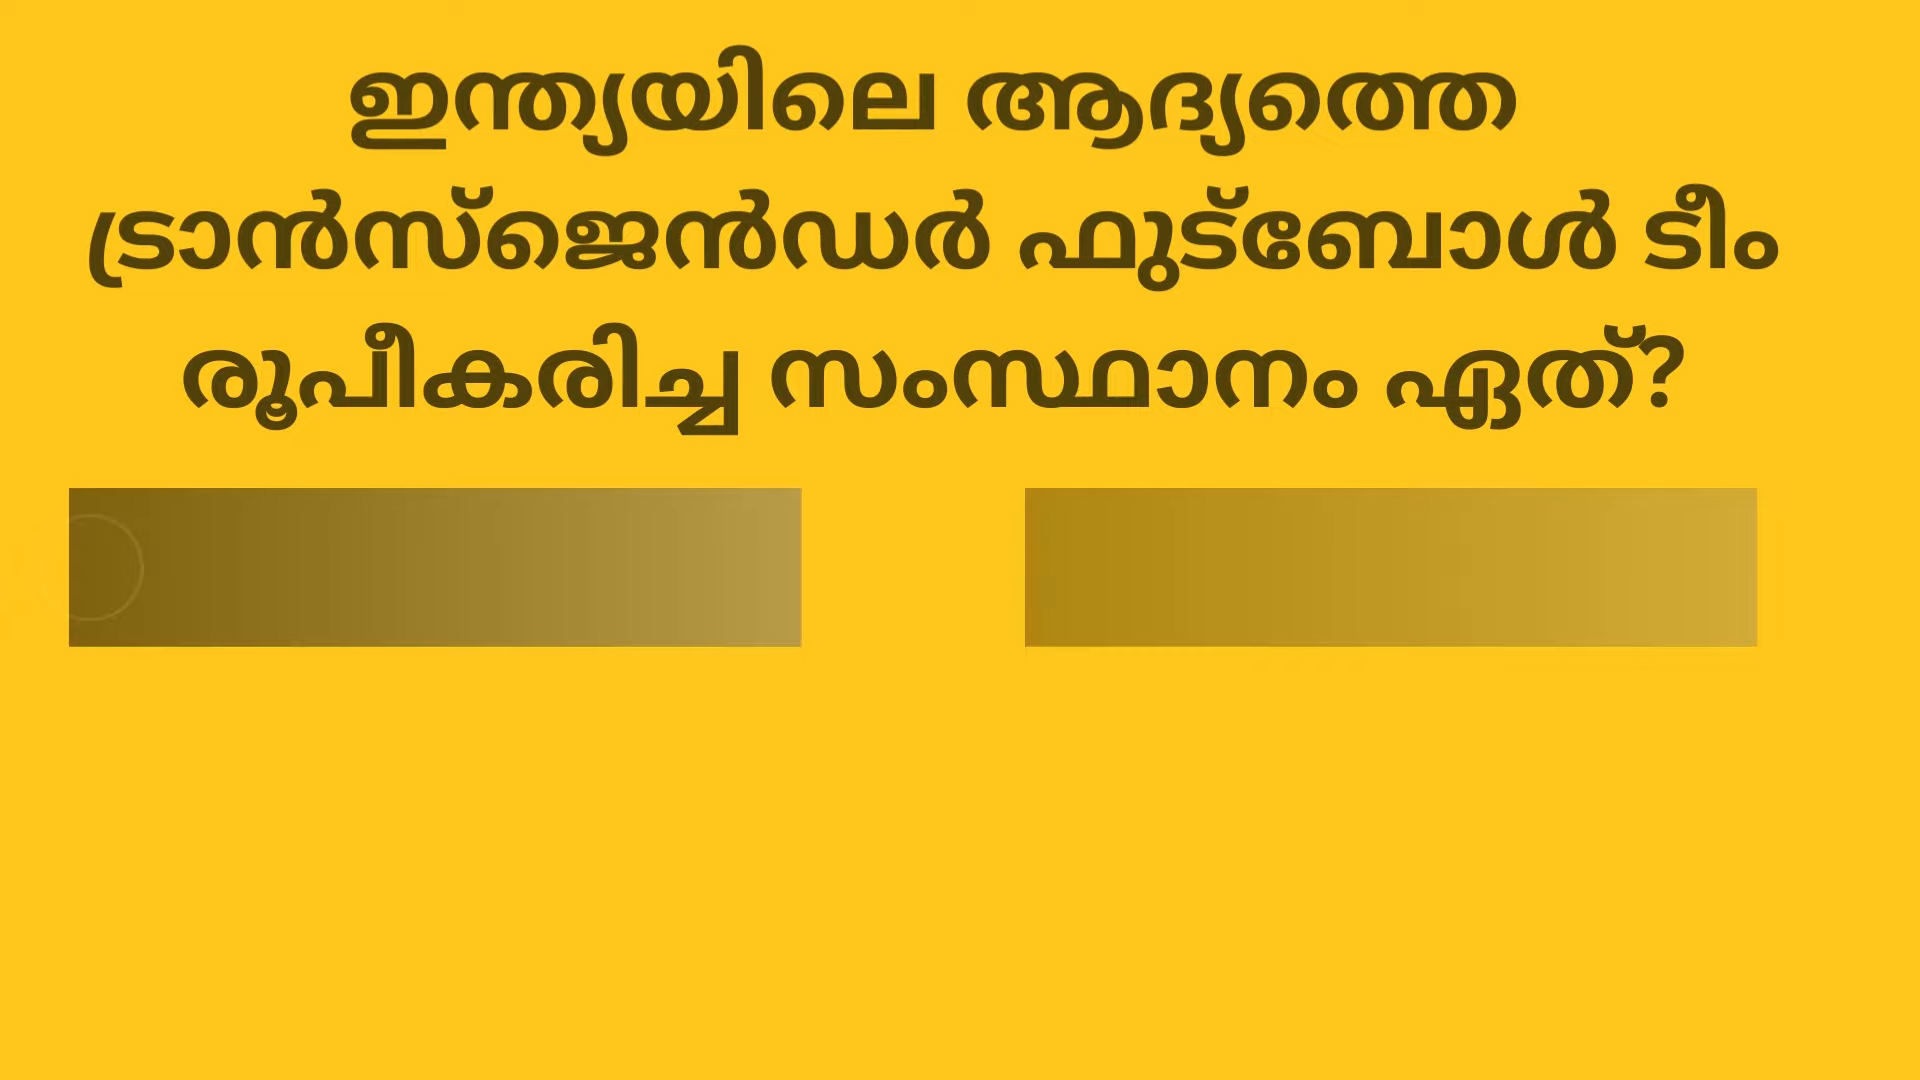 ഇന്ത്യയിലെ ആദ്യത്തെ
ട്രാൻസ്ജെൻഡർ ഫുട്ബോൾ ടീം
രൂപീകരിച്ച സംസ്ഥാനം ഏത്?